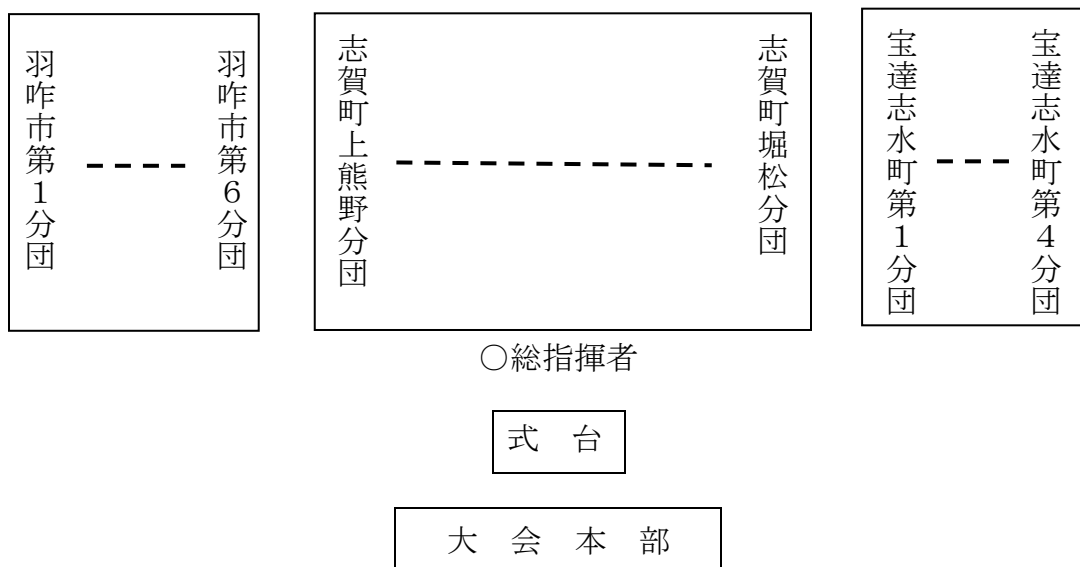 羽咋市第１分団
羽咋市第６分団
志賀町上熊野分団
志賀町堀松分団
宝達志水町第１分団
宝達志水町第４分団
○総指揮者
式　台
大　会　本　部